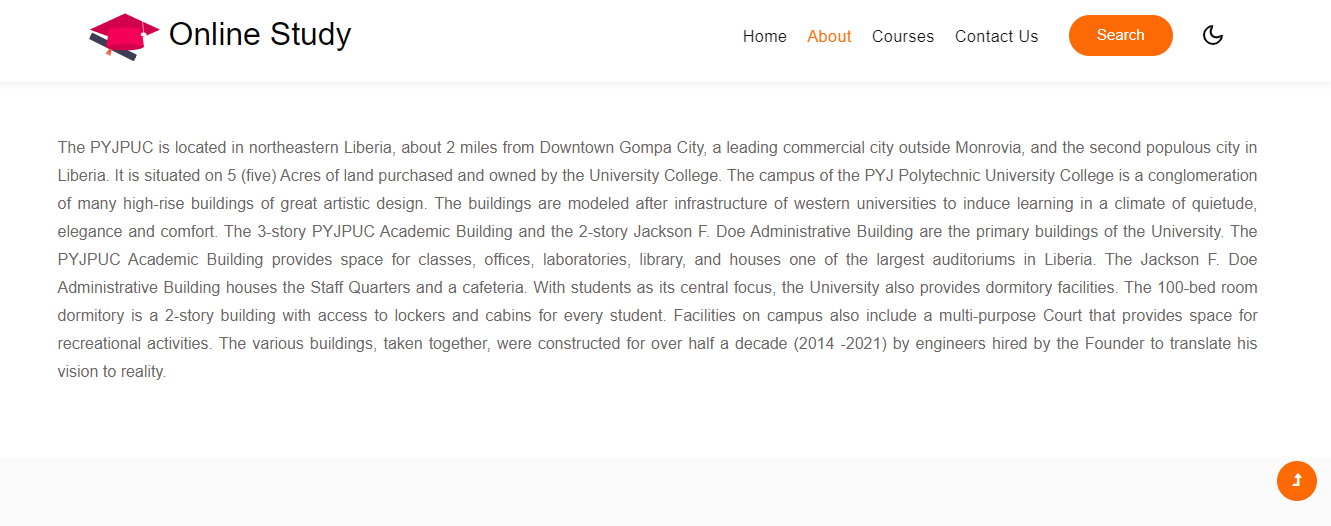 Online Study
Home About Courses Contact Us Search
The PYJPUC is located in northeastern Liberia, about 2 miles from Downtown Gompa City, a leading commercial city outside Monrovia, and the second populous city in
Liberia. It is situated on 5 (five) Acres of land purchased and owned by the University College. The campus of the PYJ Polytechnic University College is a conglomeration
of many high-rise buildings of great artistic design. The buildings are modeled after infrastructure of western universities to induce learning in a climate of quietude,
elegance and comfort. The 3-story PYJPUC Academic Building and the 2-story Jackson F. Doe Administrative Building are the primary buildings of the University. The
PYJPUC Academic Building provides space for classes, offices, laboratories, library, and houses one of the largest auditoriums in Liberia. The Jackson F. Doe
Administrative Building houses the Staff Quarters and a cafeteria. With students as its central focus, the University also provides dormitory facilities. The 100-bed room
dormitory is a 2-story building with access to lockers and cabins for every student. Facilities on campus also include a multi-purpose Court that provides space for
recreational activities. The various buildings, taken together, were constructed for over half a decade (2014 -2021) by engineers hired by the Founder to translate his
vision to reality.